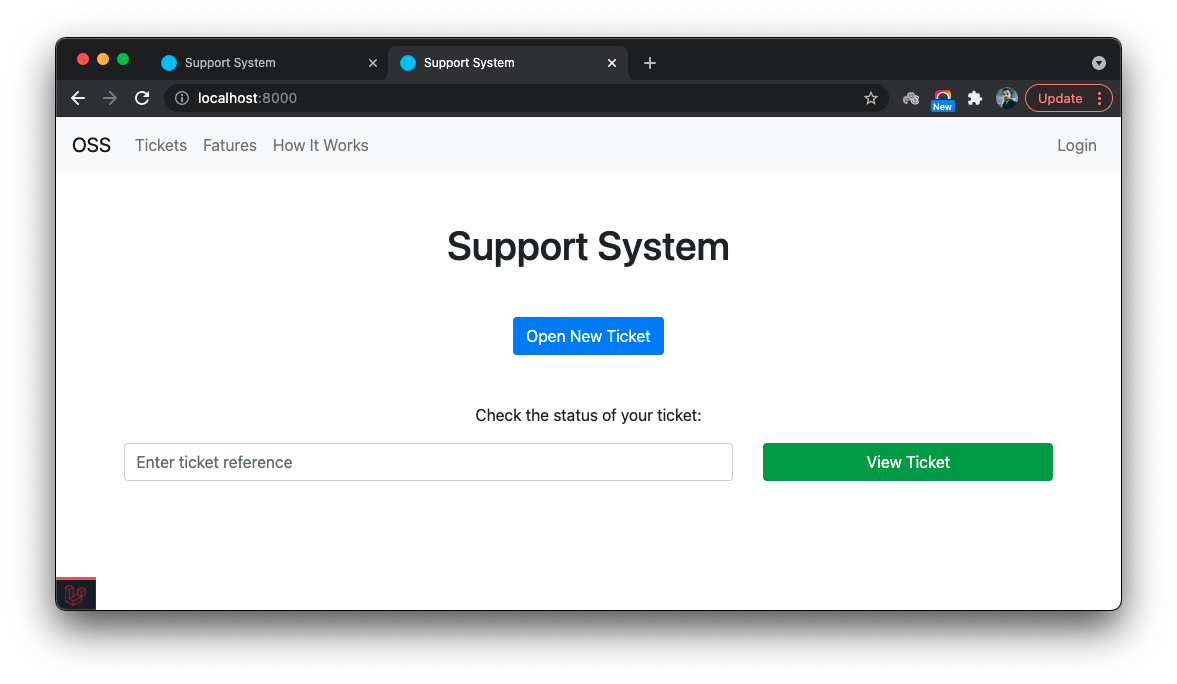 Support System
Support System
localhost:8000
New
Update
OSS Tickets Fatures How It Works Login
Support System
Open New Ticket
Check the status of your ticket:
Enter ticket reference
View Ticket